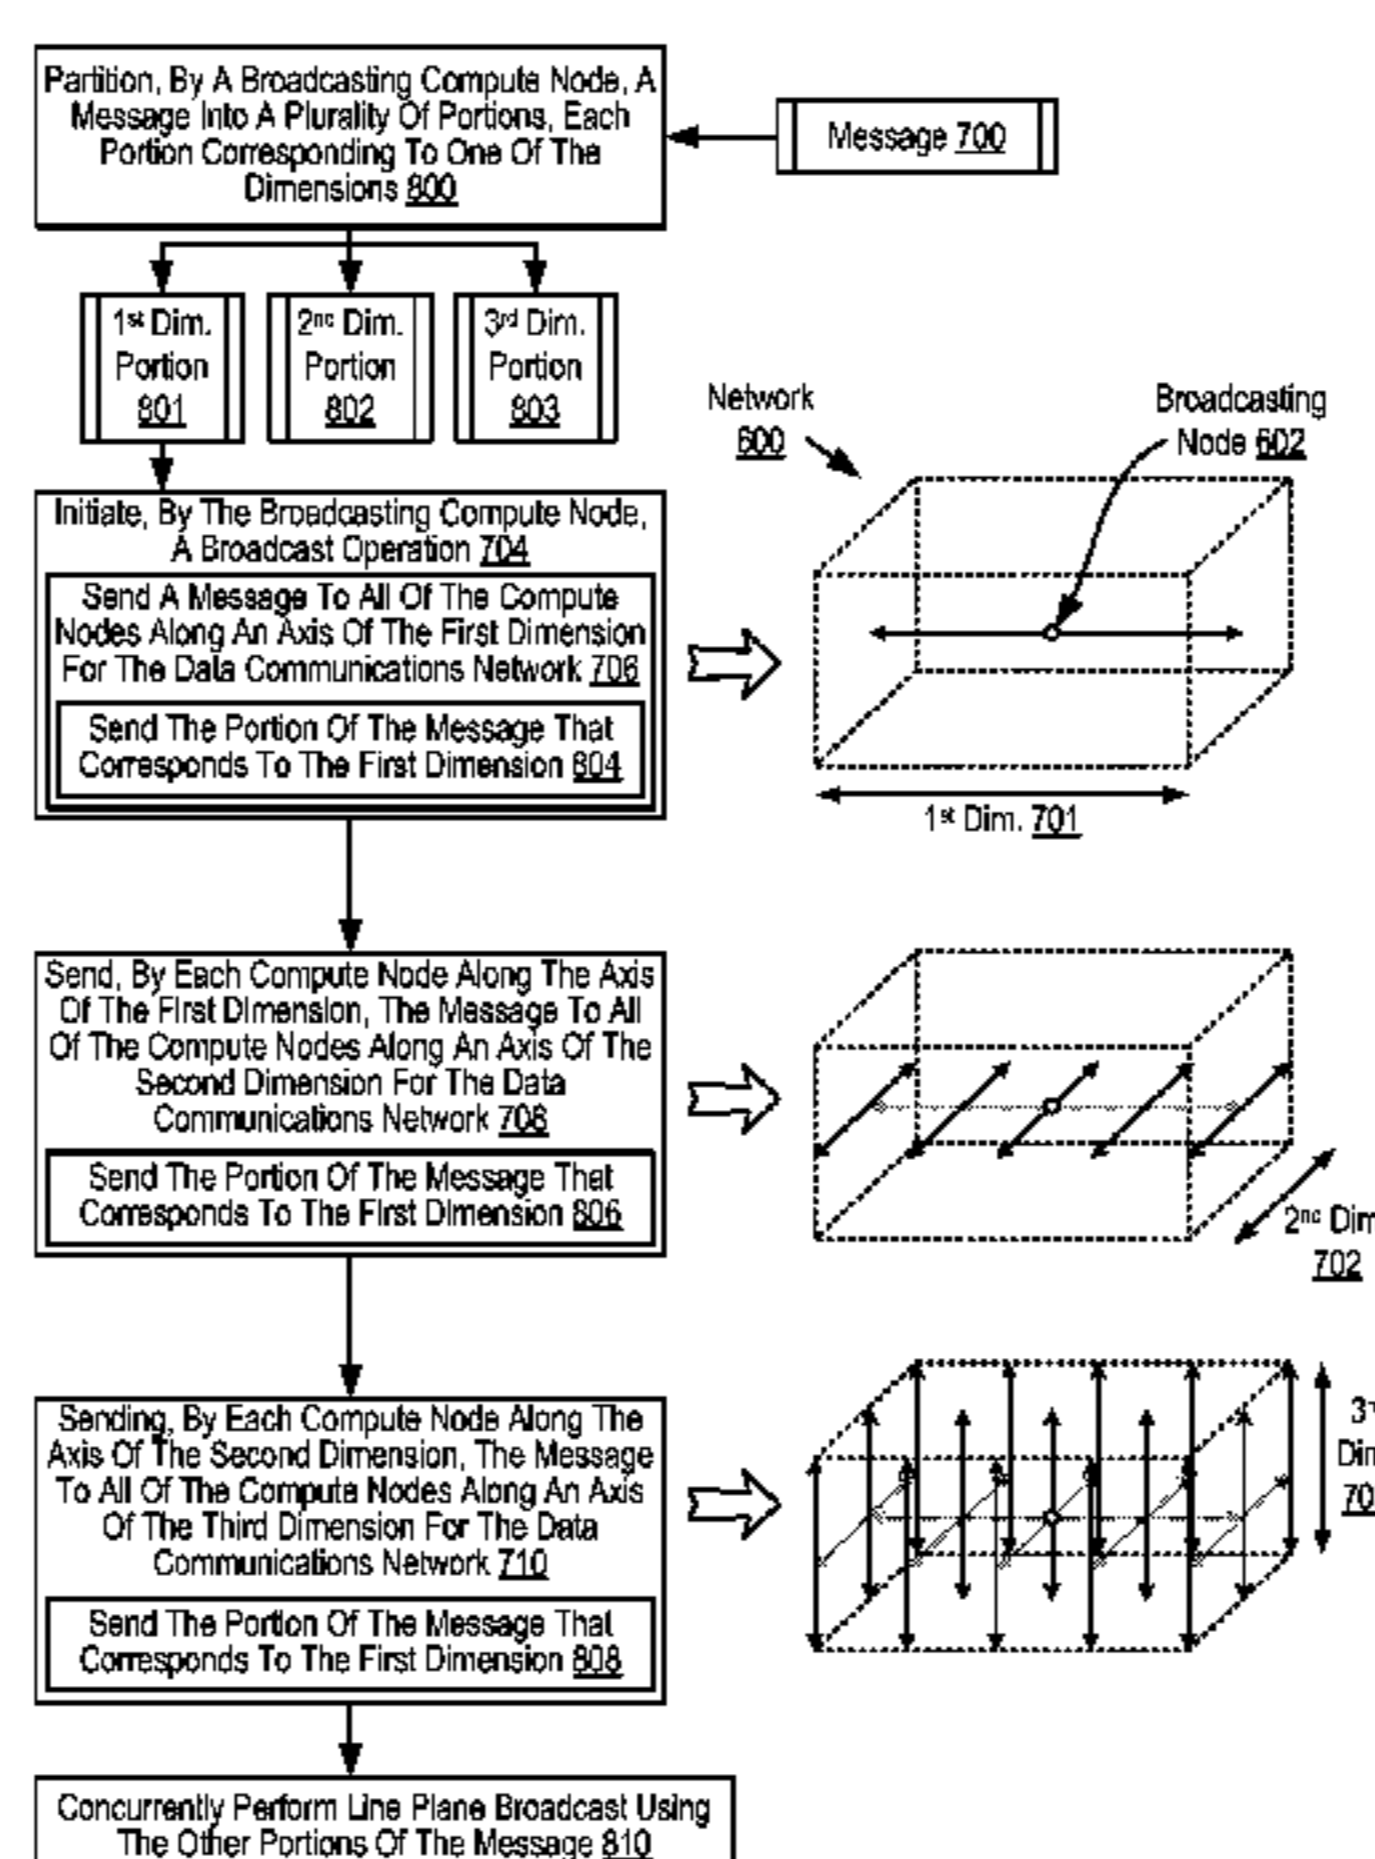 Partition, By A Broadcasting Compute Node, A
Message Into A Plurality Of Portions, Each
Portion Corresponding To One Of The
Dimensions 800
Message 700
1st Dim.
Portion
801
2nd Dim.
Portion
802
3rd Dim.
Portion
803
Network
600
Broadcasting
Node 602
Initiate, By The Broadcasting Compute Node,
A Broadcast Operation 704
Send A Message To All Of The Compute
Nodes Along An Axis Of The First Dimension
For The Data Communications Network 706
Send The Portion Of The Message That
Corresponds To The First Dimension 804
1st Dim. 701
Send, By Each Compute Node Along The Axis
Of The First Dimension, The Message To All
Of The Compute Nodes Along An Axis Of The
Second Dimension For The Data
Communications Network 708
Send The Portion Of The Message That
Corresponds To The First Dimension 806
2nd Dim
702
Sending, By Each Compute Node Along The
Axis Of The Second Dimension, The Message
To All Of The Compute Nodes Along An Axis
Of The Third Dimension For The Data
Communications Network 710
Send The Portion Of The Message That
Corresponds To The First Dimension 808
Concurrently Perform Line Plane Broadcast Using
The Other Portions Of The Message 810